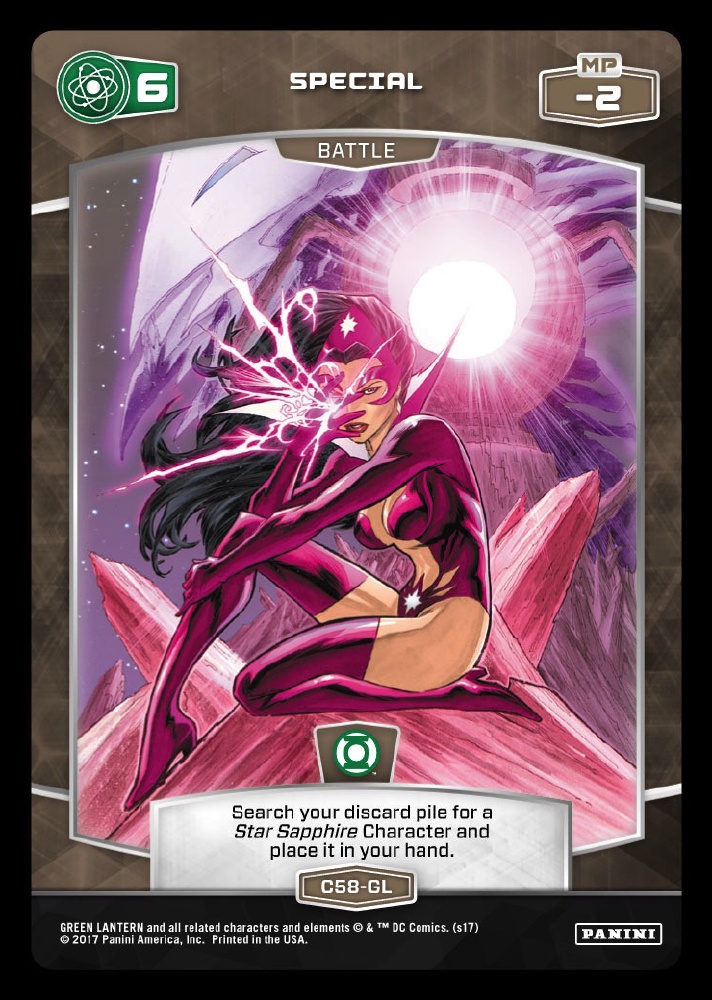 6
SPECIAL
MP
-2
BATTLE
Search your discard pile for a
Star Sapphire Character and
place it in your hand.
C58-GL
GREEN LANTERN and all related characters and elements © & ™ DC Comics. (s17)
© 2017 Panini America, Inc. Printed in the USA.
PANINI